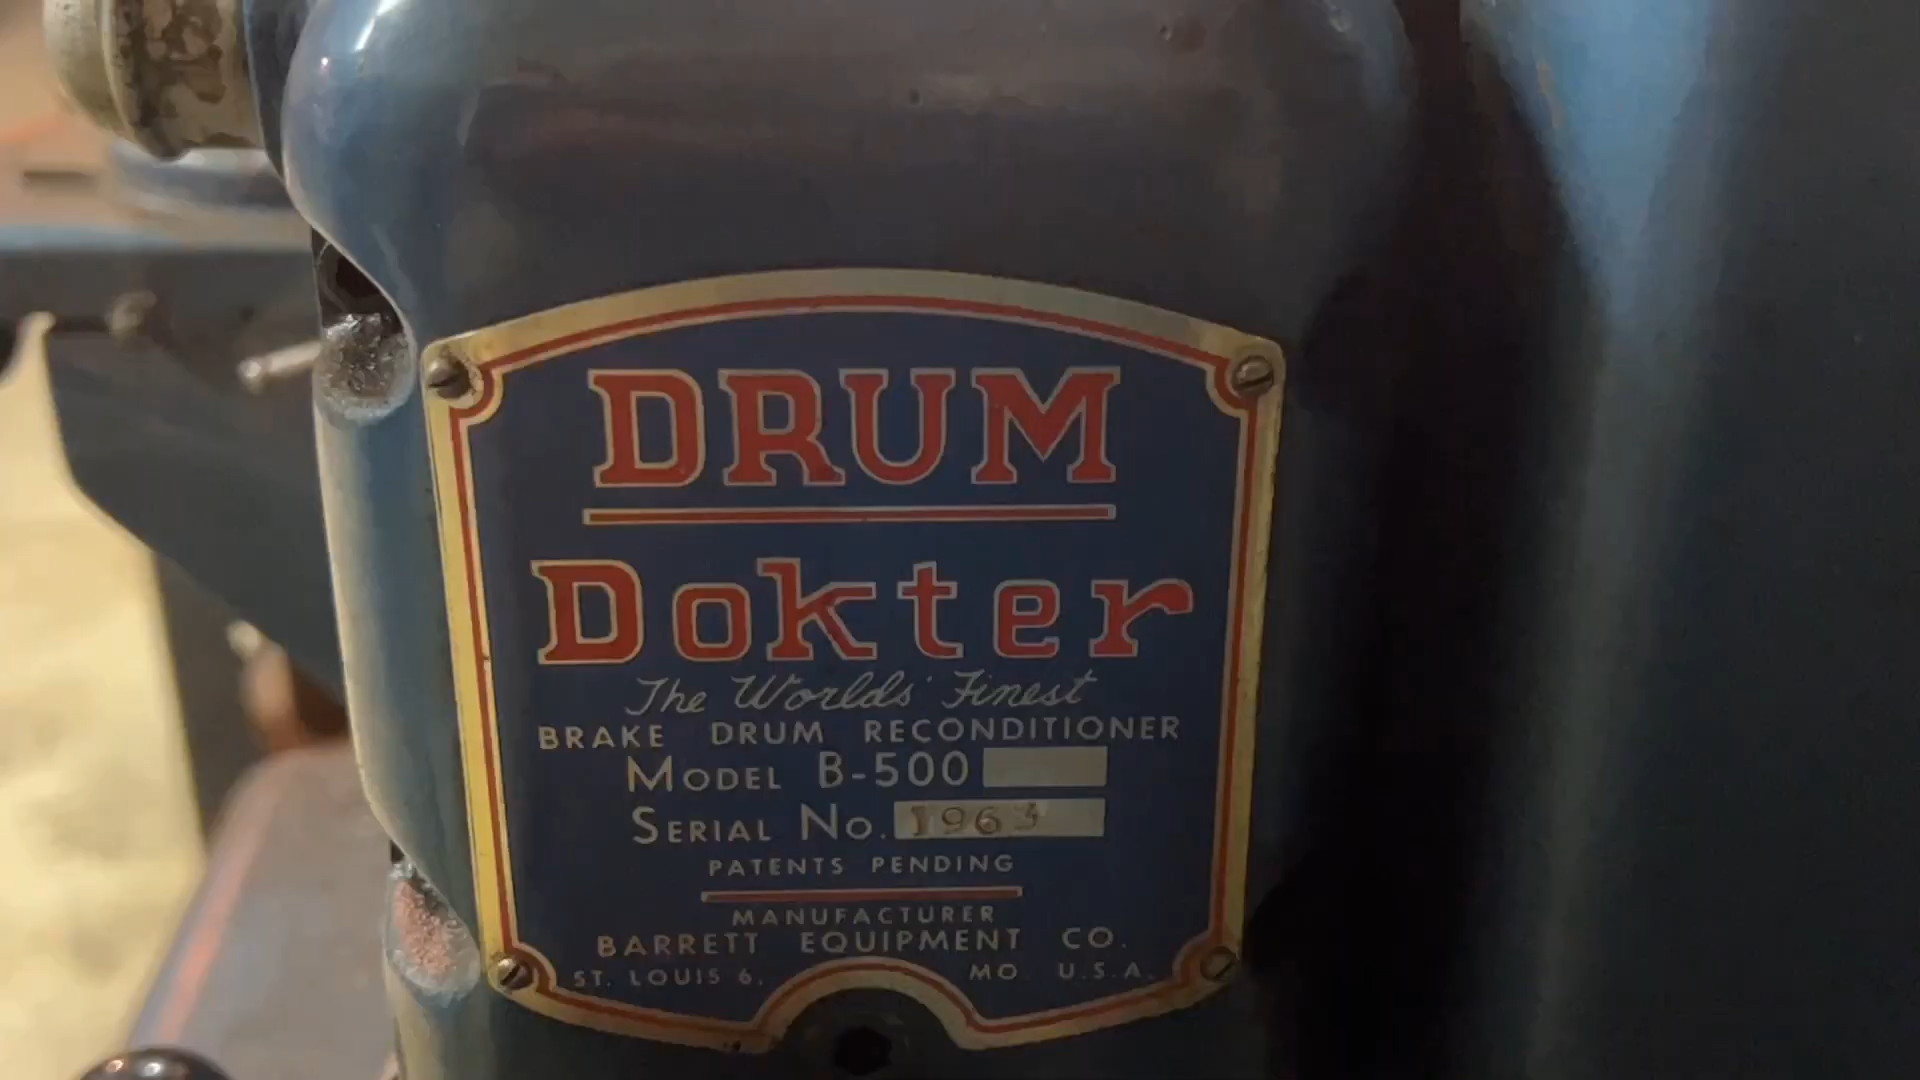 DRUM
Dokter
The Worlds' Finest
BRAKE DRUM RECONDITIONER
MODEL B-500
SERIAL NO. 1963
PATENTS PENDING
MANUFACTURER
BARRETT EQUIPMENT CO.
ST. LOUIS 6, MO. U.S.A.